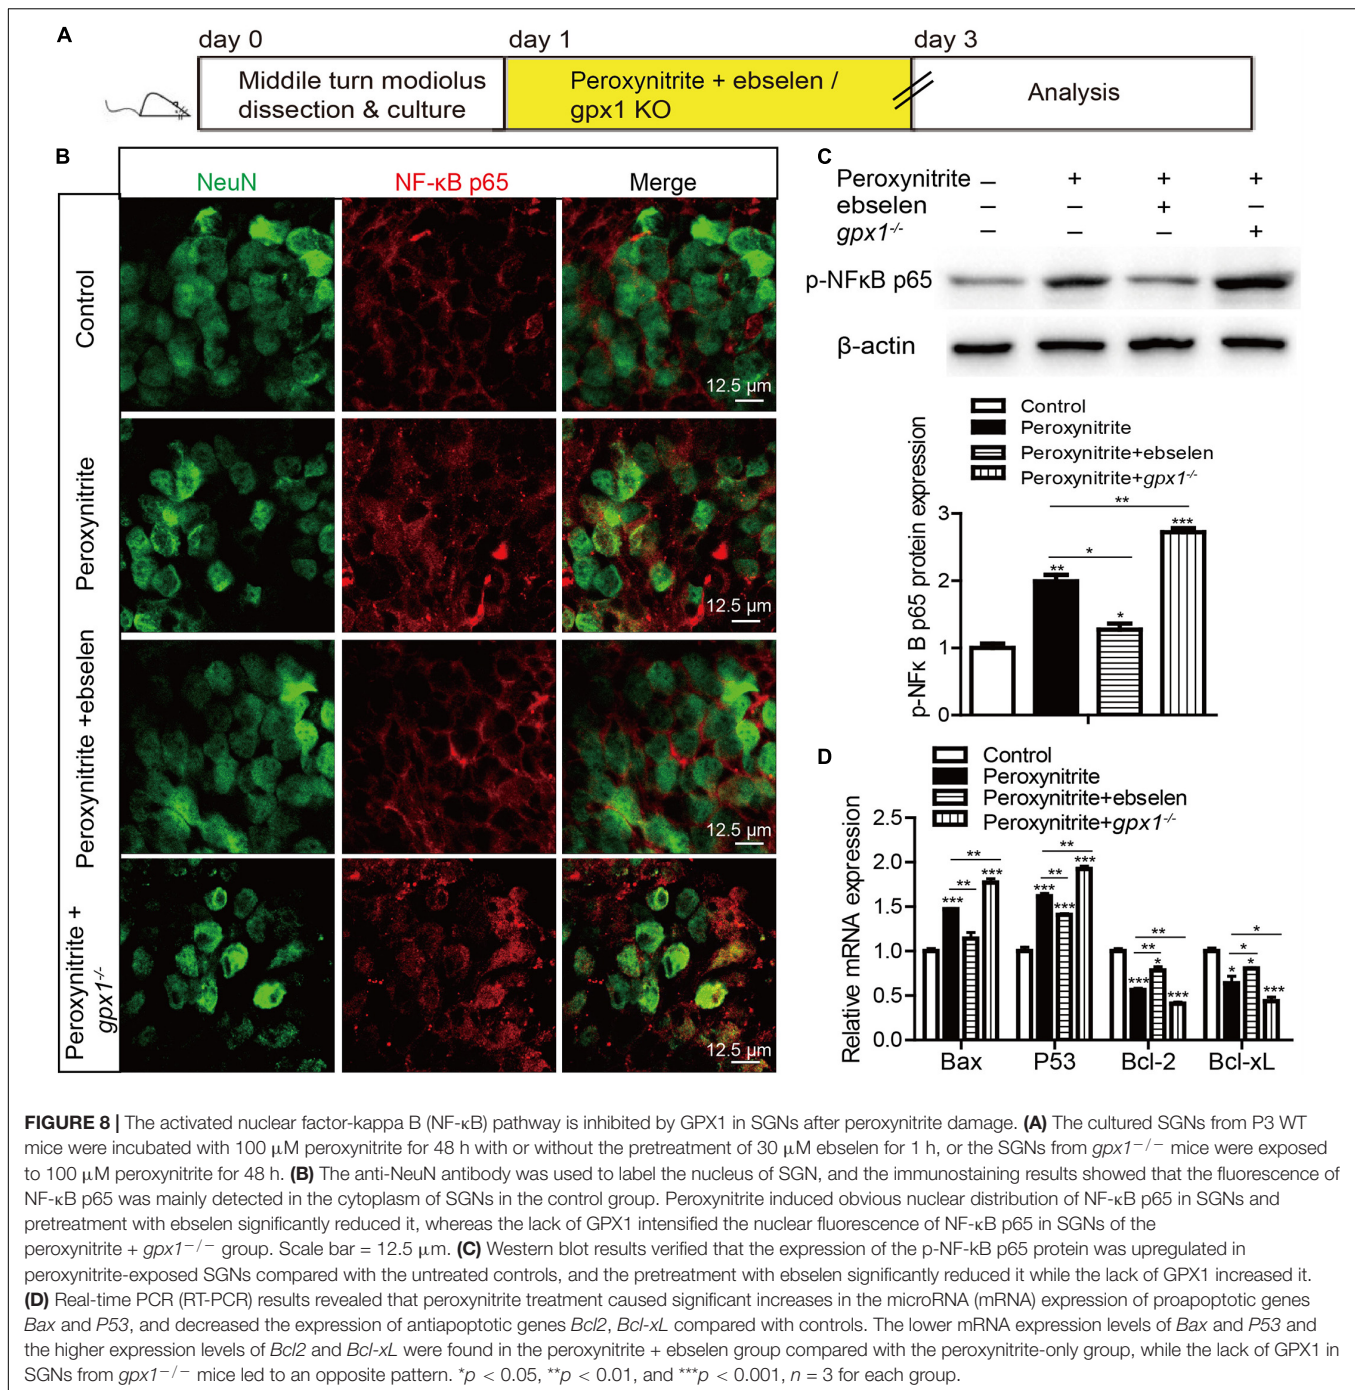 A
day 0
day 1
day 3
Middile turn modiolus
dissection & culture
Peroxynitrite + ebselen /
gpx1 KO
Analysis
B
NeuN
NF-κB p65
Merge
Control
12.5 µm
Peroxynitrite
12.5 µm
Peroxynitrite +ebselen
12.5 µm
Peroxynitrite +
gpx1-/-
12.5 µm
C
Peroxynitrite – + + +
ebselen – – + –
gpx1-/- – – – +
p-NFκB p65
β-actin
Control
Peroxynitrite
Peroxynitrite+ebselen
Peroxynitrite+gpx1-/-
p-NFκ B p65 protein expression
3
2
1
0
**
*
**
*
***
D
Control
Peroxynitrite
Peroxynitrite+ebselen
Peroxynitrite+gpx1-/-
Relative mRNA expression
2.5
2.0
1.5
1.0
0.5
0.0
** ** *** ***
** *** *** ***
** ** * *** ***
* * * * ***
Bax P53 Bcl-2 Bcl-xL
FIGURE 8 | The activated nuclear factor-kappa B (NF-κB) pathway is inhibited by GPX1 in SGNs after peroxynitrite damage. (A) The cultured SGNs from P3 WT
mice were incubated with 100 µM peroxynitrite for 48 h with or without the pretreatment of 30 µM ebselen for 1 h, or the SGNs from gpx1−/− mice were exposed
to 100 µM peroxynitrite for 48 h. (B) The anti-NeuN antibody was used to label the nucleus of SGN, and the immunostaining results showed that the fluorescence of
NF-κB p65 was mainly detected in the cytoplasm of SGNs in the control group. Peroxynitrite induced obvious nuclear distribution of NF-κB p65 in SGNs and
pretreatment with ebselen significantly reduced it, whereas the lack of GPX1 intensified the nuclear fluorescence of NF-κB p65 in SGNs of the
peroxynitrite + gpx1−/− group. Scale bar = 12.5 µm. (C) Western blot results verified that the expression of the p-NF-kB p65 protein was upregulated in
peroxynitrite-exposed SGNs compared with the untreated controls, and the pretreatment with ebselen significantly reduced it while the lack of GPX1 increased it.
(D) Real-time PCR (RT-PCR) results revealed that peroxynitrite treatment caused significant increases in the microRNA (mRNA) expression of proapoptotic genes
Bax and P53, and decreased the expression of antiapoptotic genes Bcl2, Bcl-xL compared with controls. The lower mRNA expression levels of Bax and P53 and
the higher expression levels of Bcl2 and Bcl-xL were found in the peroxynitrite + ebselen group compared with the peroxynitrite-only group, while the lack of GPX1 in
SGNs from gpx1−/− mice led to an opposite pattern. *p < 0.05, **p < 0.01, and ***p < 0.001, n = 3 for each group.